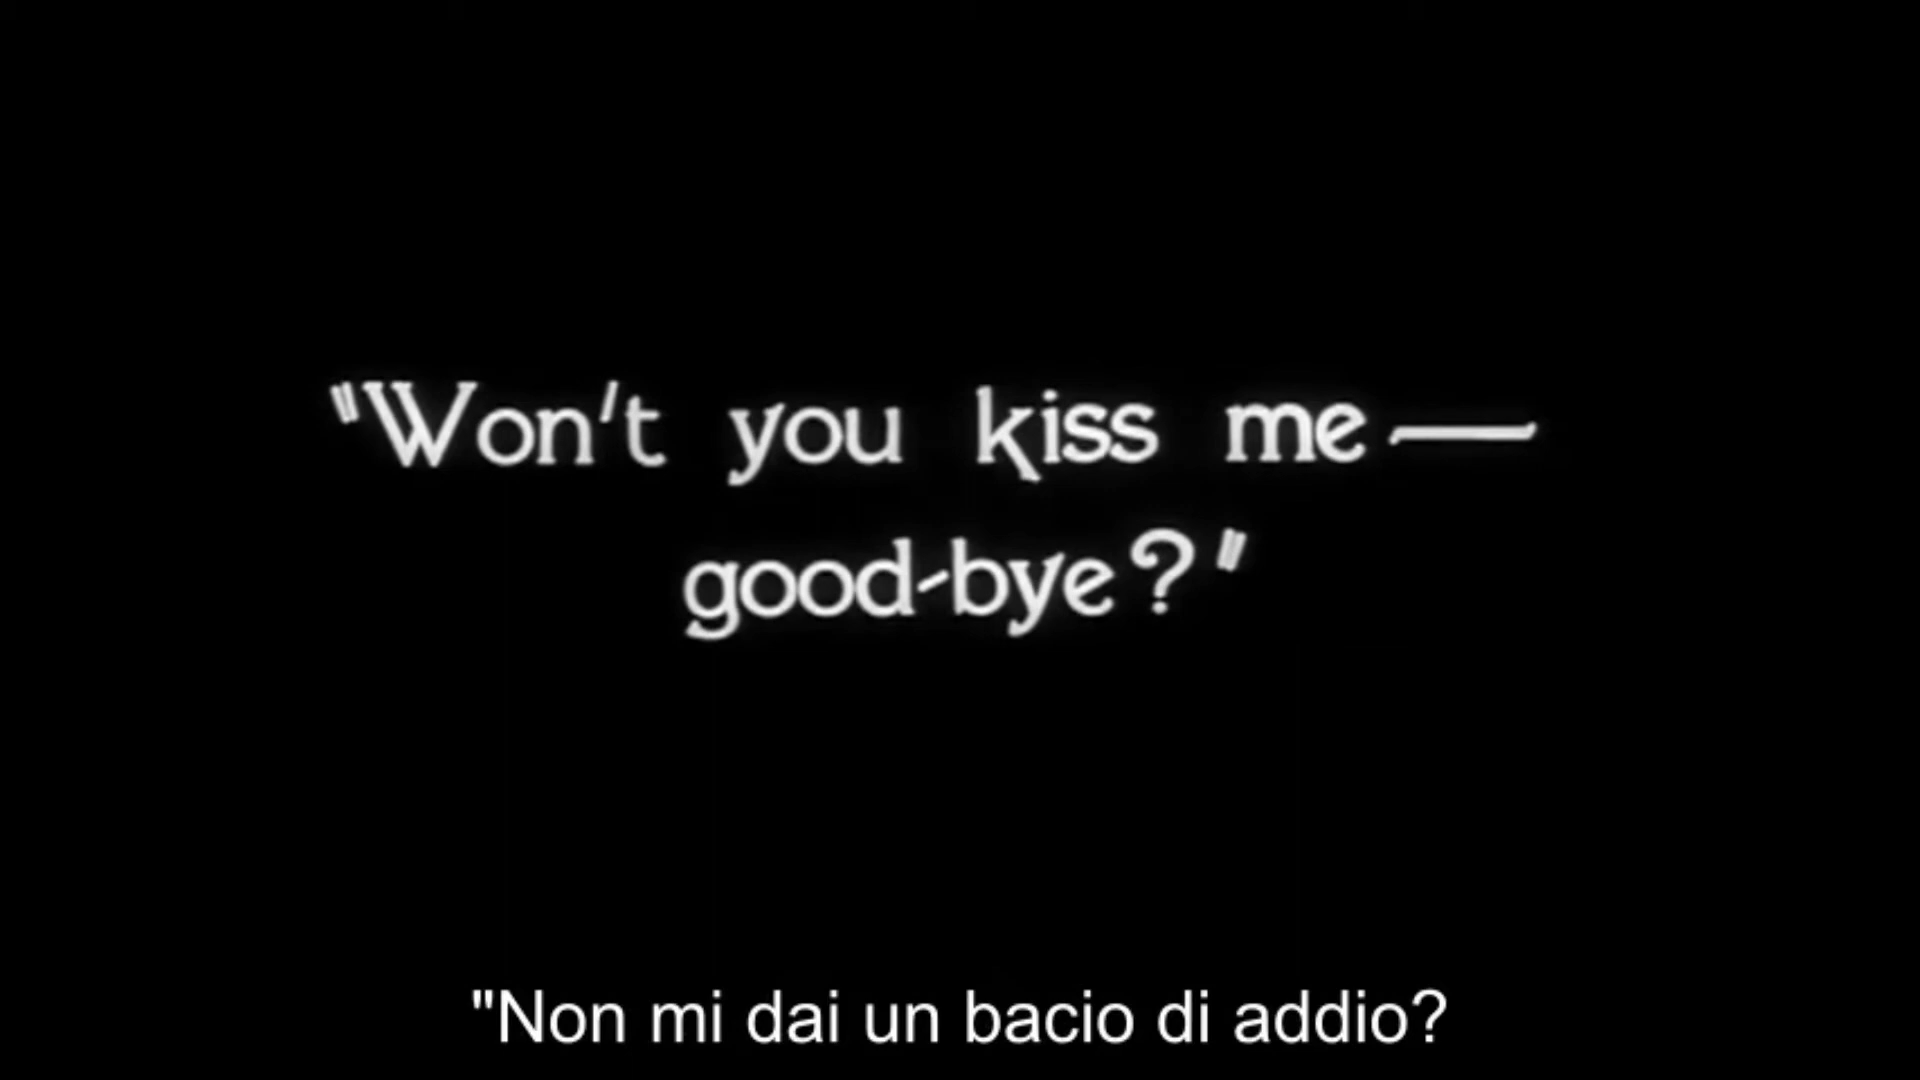 "Won't you kiss me—
good-bye?"
"Non mi dai un bacio di addio?